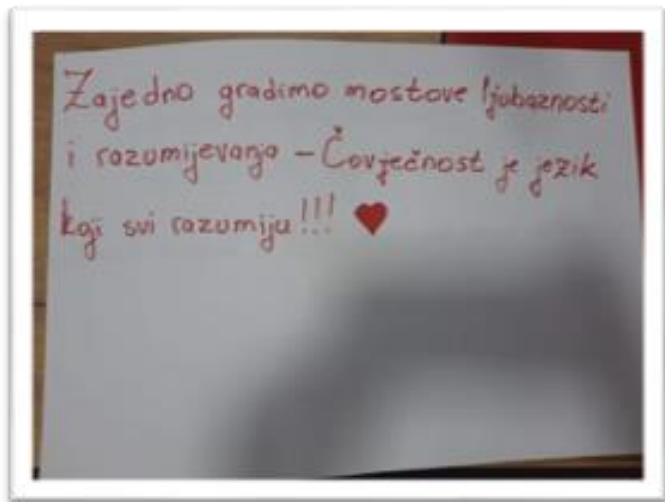 Zajedno gradimo mostove ljubaznosti
i razumijevanja – Čovječnost je jezik
koji svi razumiju!!! ♥